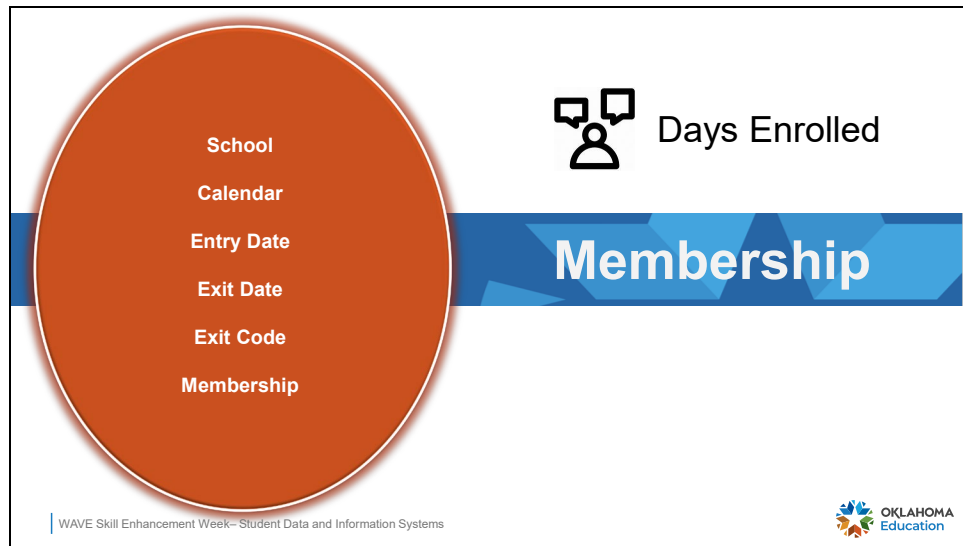 School
Calendar
Entry Date
Exit Date
Exit Code
Membership
Days Enrolled
Membership
WAVE Skill Enhancement Week– Student Data and Information Systems
OKLAHOMA
Education